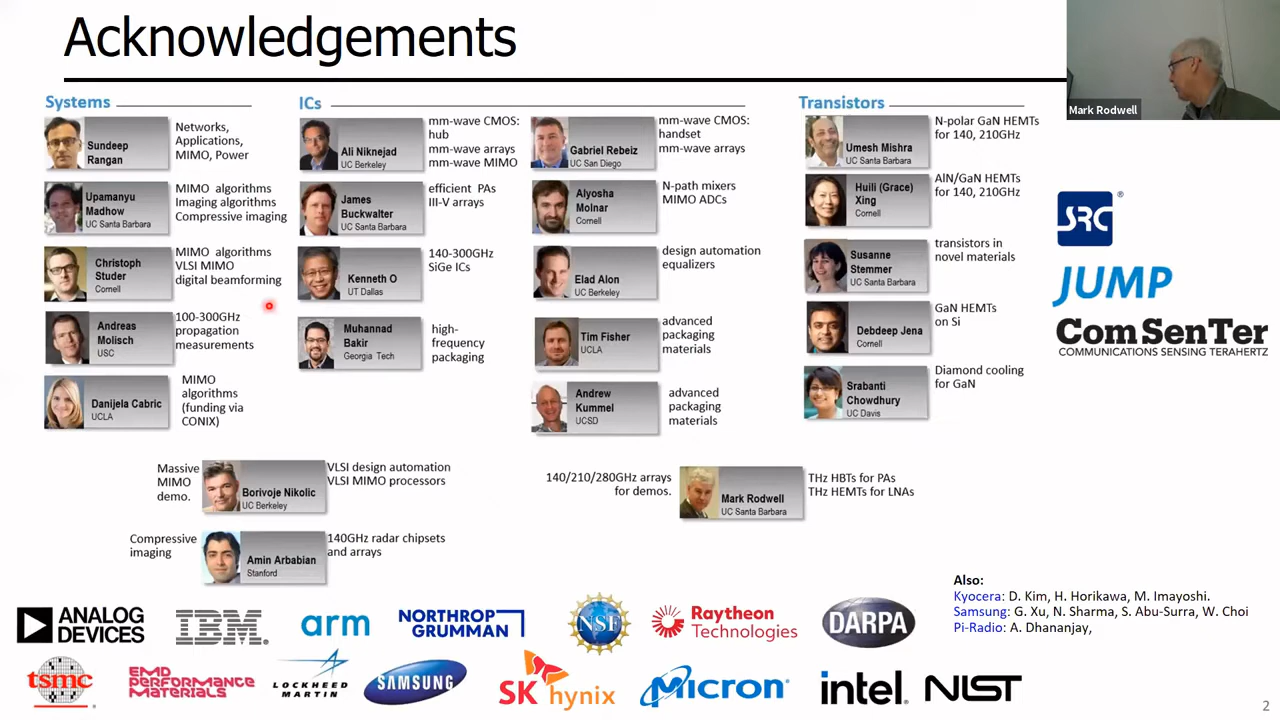 Acknowledgements
Mark Rodwell
Systems
Sundeep
Rangan
Networks,
Applications,
MIMO, Power
Upamanyu
Madhow
UC Santa Barbara
MIMO algorithms
Imaging algorithms
Compressive imaging
Christoph
Studer
Cornell
MIMO algorithms
VLSI MIMO
digital beamforming
Andreas
Molisch
USC
100-300GHz
propagation
measurements
Danijela Cabric
UCLA
MIMO
algorithms
(funding via
CONIX)
ICs
Ali Niknejad
UC Berkeley
mm-wave CMOS:
hub
mm-wave arrays
mm-wave MIMO
James
Buckwalter
UC Santa Barbara
efficient PAs
III-V arrays
Kenneth O
UT Dallas
140-300GHz
SiGe ICs
Muhannad
Bakir
Georgia Tech
high-
frequency
packaging
Gabriel Rebeiz
UC San Diego
mm-wave CMOS:
handset
mm-wave arrays
Alyosha
Molnar
Cornell
N-path mixers
MIMO ADCs
Elad Alon
UC Berkeley
design automation
equalizers
Tim Fisher
UCLA
advanced
packaging
materials
Andrew
Kummel
UCSD
advanced
packaging
materials
Transistors
Umesh Mishra
UC Santa Barbara
N-polar GaN HEMTs
for 140, 210GHz
Huili (Grace)
Xing
Cornell
AlN/GaN HEMTs
for 140, 210GHz
Susanne
Stemmer
UC Santa Barbara
transistors in
novel materials
Debdeep Jena
Cornell
GaN HEMTs
on Si
Srabanti
Chowdhury
UC Davis
Diamond cooling
for GaN
SRC®
JUMP
ComSenTer
COMMUNICATIONS SENSING TERAHERTZ
Massive
MIMO
demo.
Borivoje Nikolic
UC Berkeley
VLSI design automation
VLSI MIMO processors
Compressive
imaging
Amin Arbabian
Stanford
140GHz radar chipsets
and arrays
140/210/280GHz arrays
for demos.
Mark Rodwell
UC Santa Barbara
THz HBTs for PAs
THz HEMTs for LNAs
Also:
Kyocera: D. Kim, H. Horikawa, M. Imayoshi.
Samsung: G. Xu, N. Sharma, S. Abu-Surra, W. Choi
Pi-Radio: A. Dhananjay,
ANALOG
DEVICES
IBM.
arm
NORTHROP
GRUMMAN
NSF
Raytheon
Technologies
DARPA
tsmc
EMD
PERFORMANCE
MATERIALS
LOCKHEED
MARTIN
SAMSUNG
SK hynix
Micron®
intel®
NIST
2